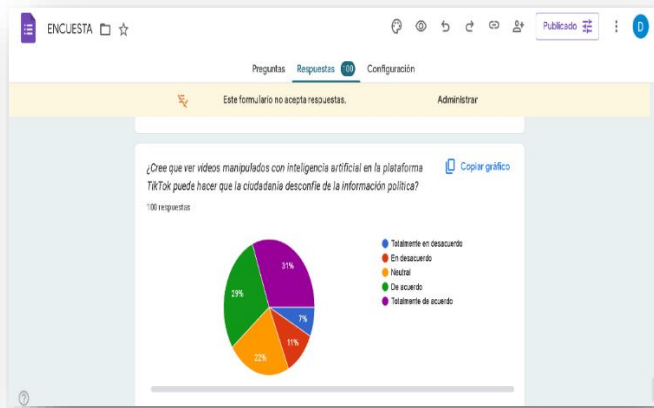 ENCUESTA
Publicado
D
Preguntas Respuestas 100 Configuración
Este formulario no acepta respuestas. Administrar
¿Cree que ver videos manipulados con inteligencia artificial en la plataforma
TikTok puede hacer que la ciudadanía desconfíe de la información política?
Copiar gráfico
100 respuestas
Totalmente en desacuerdo
En desacuerdo
Neutral
De acuerdo
Totalmente de acuerdo
31%
29%
7%
11%
22%